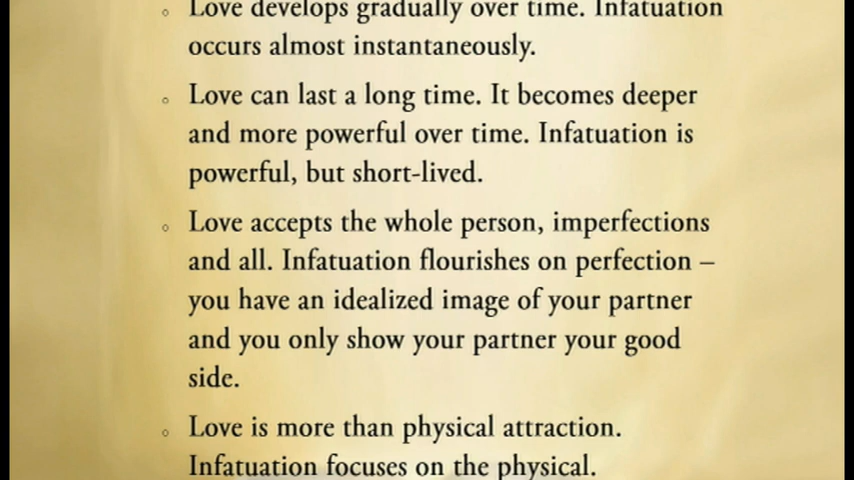 Love develops gradually over time. Infatuation
occurs almost instantaneously.
Love can last a long time. It becomes deeper
and more powerful over time. Infatuation is
powerful, but short-lived.
Love accepts the whole person, imperfections
and all. Infatuation flourishes on perfection –
you have an idealized image of your partner
and you only show your partner your good
side.
Love is more than physical attraction.
Infatuation focuses on the physical.